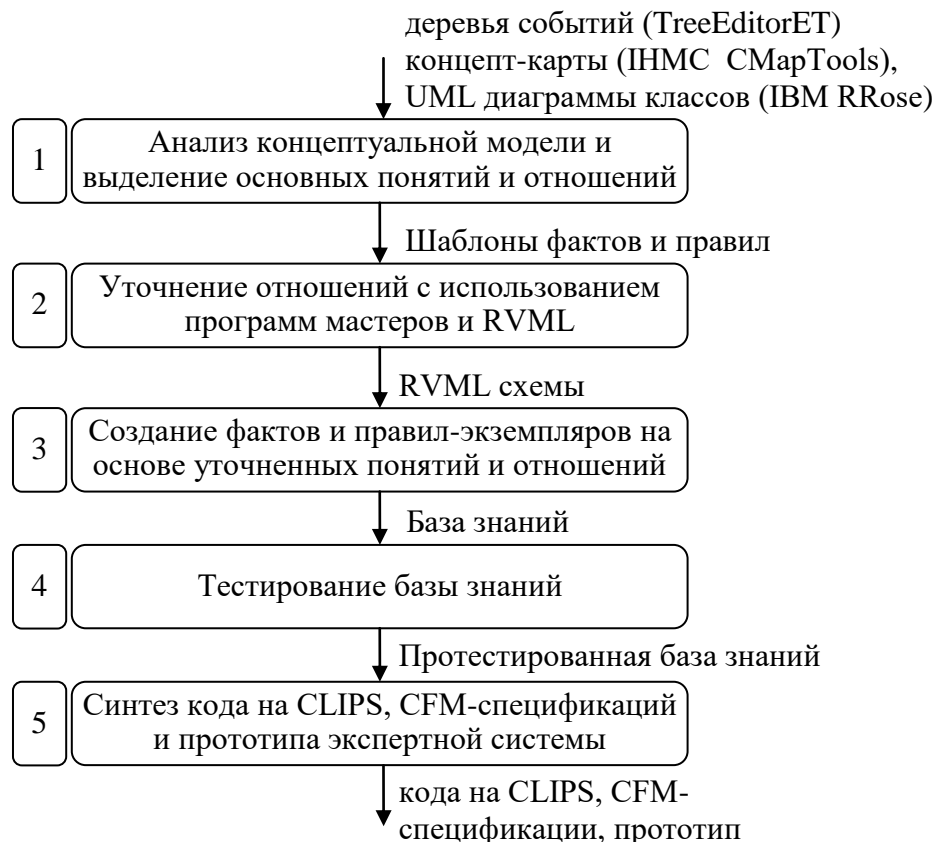 деревья событий (TreeEditorET)
концепт-карты (IHMC CMapTools),
UML диаграммы классов (IBM RRose)
1
Анализ концептуальной модели и
выделение основных понятий и отношений
Шаблоны фактов и правил
2
Уточнение отношений с использованием
программ мастеров и RVML
RVML схемы
3
Создание фактов и правил-экземпляров на
основе уточненных понятий и отношений
База знаний
4
Тестирование базы знаний
Протестированная база знаний
5
Синтез кода на CLIPS, CFM-спецификаций
и прототипа экспертной системы
кода на CLIPS, CFM-
спецификации, прототип